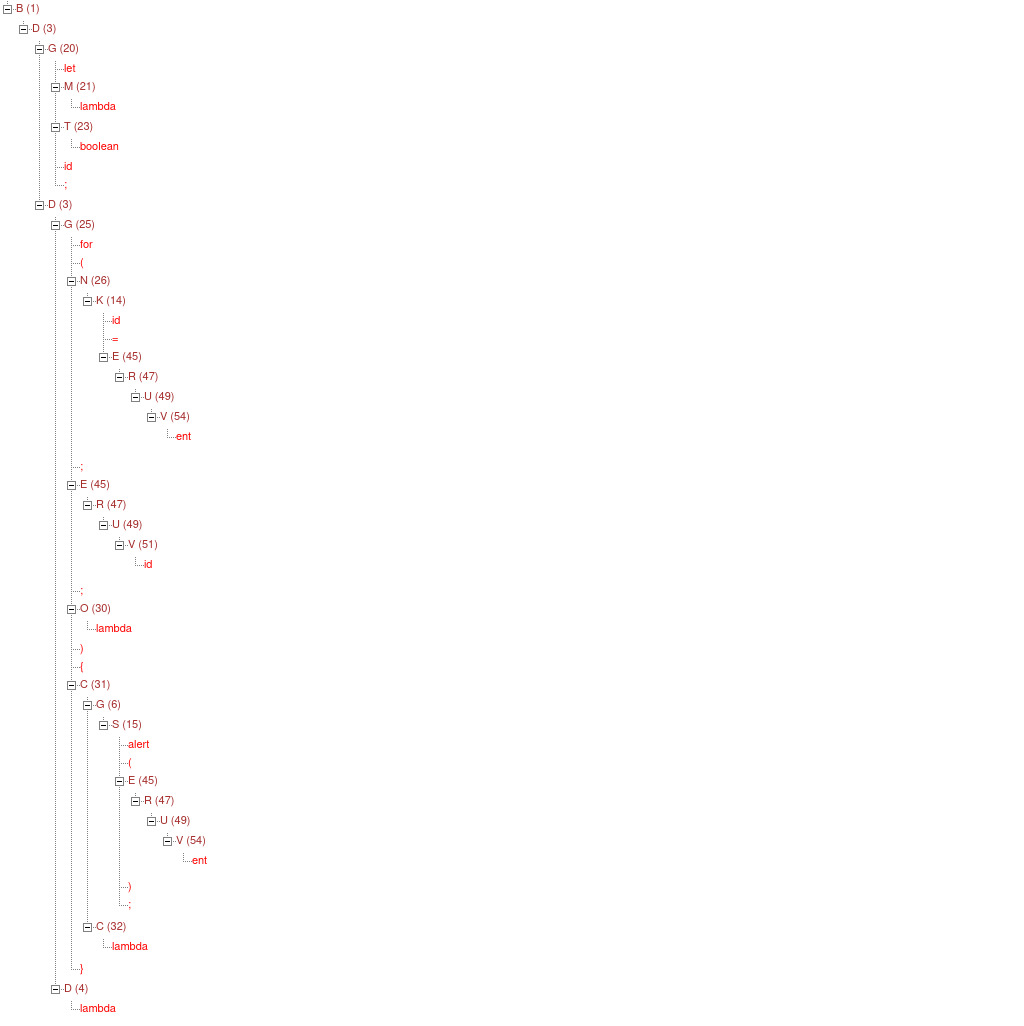 B (1)
D (3)
G (20)
let
M (21)
lambda
T (23)
boolean
id
;
D (3)
G (25)
for
(
N (26)
K (14)
id
=
E (45)
R (47)
U (49)
V (54)
ent
;
E (45)
R (47)
U (49)
V (51)
id
;
O (30)
lambda
)
{
C (31)
G (6)
S (15)
alert
(
E (45)
R (47)
U (49)
V (54)
ent
)
;
C (32)
lambda
}
D (4)
lambda